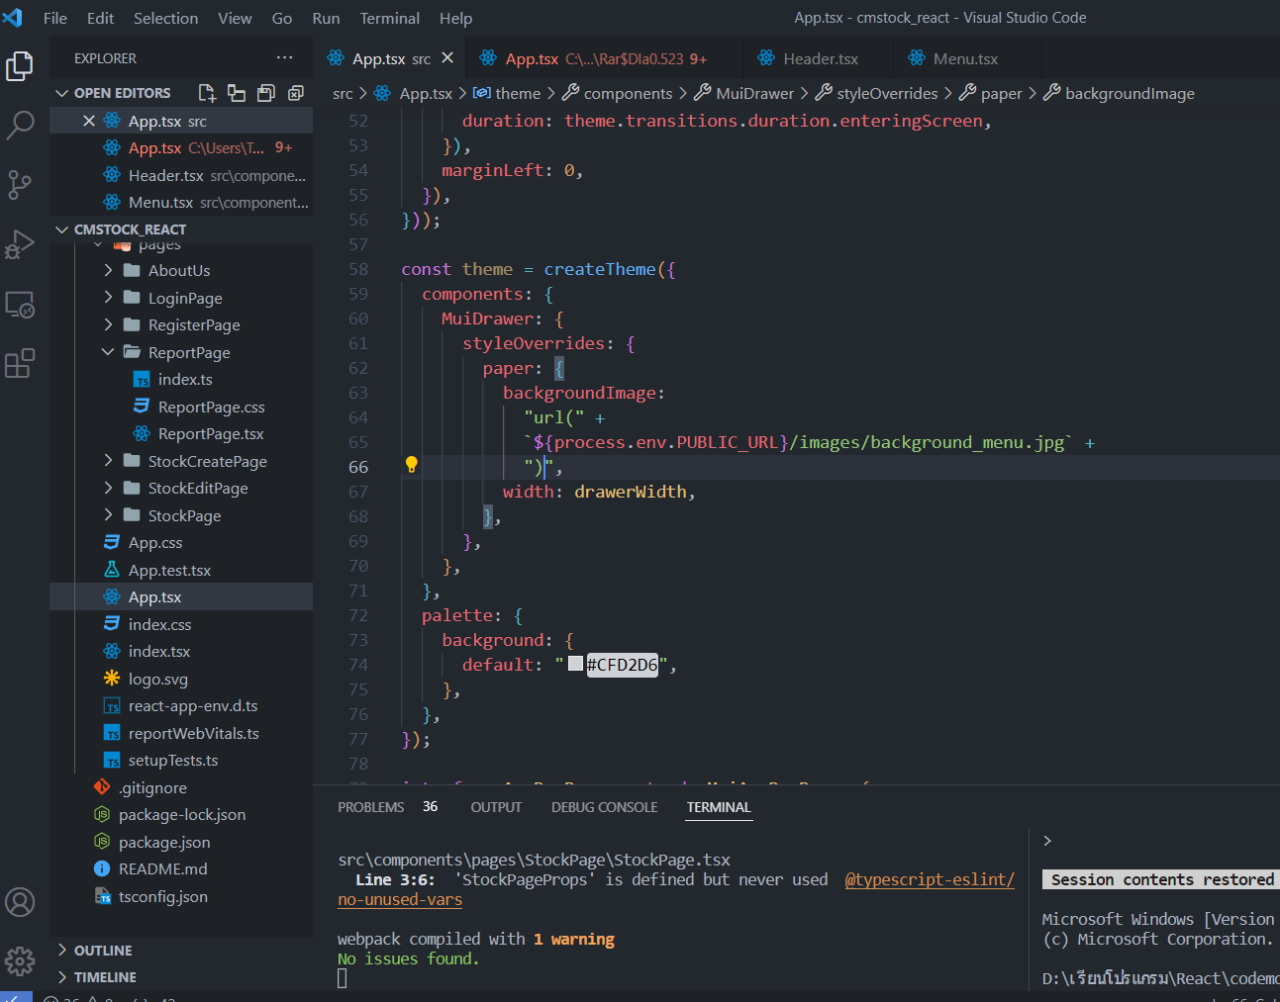 File Edit Selection View Go Run Terminal Help App.tsx - cmstock_react - Visual Studio Code
EXPLORER ···
App.tsx src App.tsx C:\...\Rar$DIa0.523 9+ Header.tsx Menu.tsx
OPEN EDITORS
App.tsx src
App.tsx C:\Users\T... 9+
Header.tsx src\compone...
Menu.tsx src\component...
CMSTOCK_REACT
pages
AboutUs
LoginPage
RegisterPage
ReportPage
index.ts
ReportPage.css
ReportPage.tsx
StockCreatePage
StockEditPage
StockPage
App.css
App.test.tsx
App.tsx
index.css
index.tsx
logo.svg
react-app-env.d.ts
reportWebVitals.ts
setupTests.ts
.gitignore
package-lock.json
package.json
README.md
tsconfig.json
OUTLINE
TIMELINE
src > App.tsx > theme > components > MuiDrawer > styleOverrides > paper > backgroundImage
52 duration: theme.transitions.duration.enteringScreen,
53 }),
54 marginLeft: 0,
55 }),
56 }));
57
58 const theme = createTheme({
59 components: {
60 MuiDrawer: {
61 styleOverrides: {
62 paper: {
63 backgroundImage:
64 "url(" +
65 `${process.env.PUBLIC_URL}/images/background_menu.jpg` +
66 ")",
67 width: drawerWidth,
68 },
69 },
70 },
71 },
72 palette: {
73 background: {
74 default: "#CFD2D6",
75 },
76 },
77 });
78
PROBLEMS 36 OUTPUT DEBUG CONSOLE TERMINAL
src\components\pages\StockPage\StockPage.tsx
Line 3:6: 'StockPageProps' is defined but never used @typescript-eslint/
no-unused-vars
webpack compiled with 1 warning
No issues found.
>
Session contents restored
Microsoft Windows [Version
(c) Microsoft Corporation.
D:\เรียนโปรแกรม\React\codemo